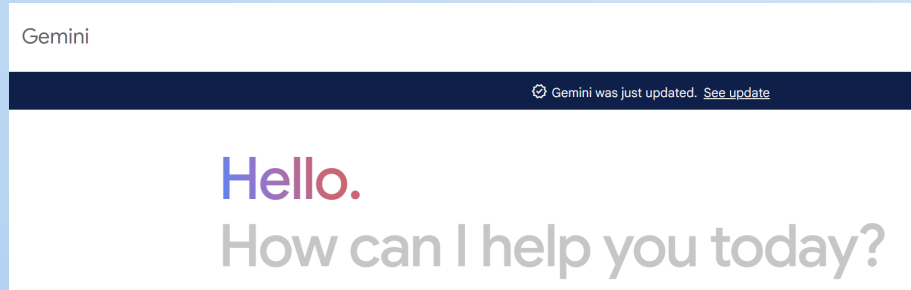 Gemini
Gemini was just updated. See update
Hello.
How can I help you today?